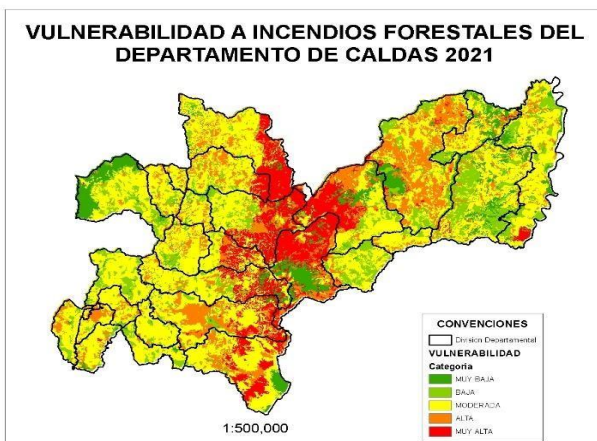 VULNERABILIDAD A INCENDIOS FORESTALES DEL
DEPARTAMENTO DE CALDAS 2021
CONVENCIONES
División Departamental
VULNERABILIDAD
Categoria
MUY BAJA
BAJA
MODERADA
ALTA
MUY ALTA
1:500,000